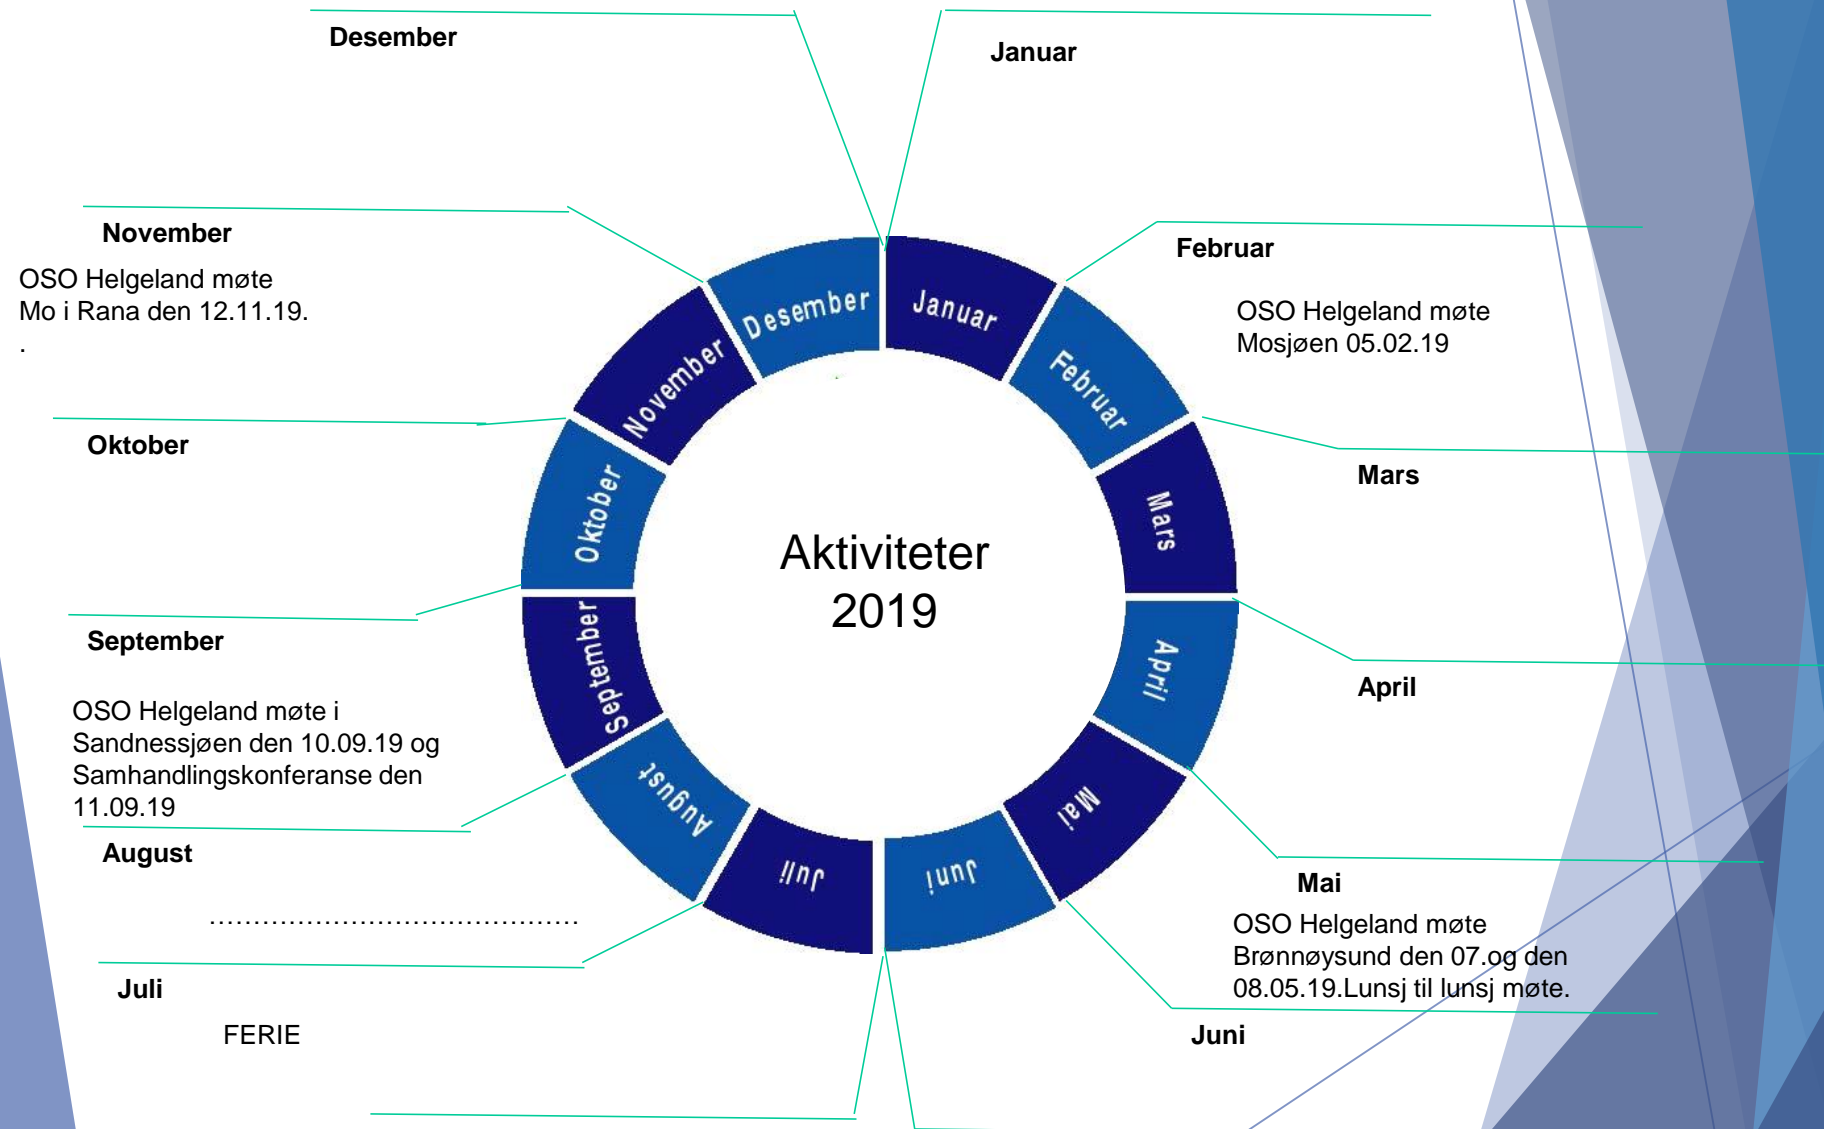 Desember
Januar
November
OSO Helgeland møte
Mo i Rana den 12.11.19.
.
Februar
OSO Helgeland møte
Mosjøen 05.02.19
Oktober
Mars
September
OSO Helgeland møte i
Sandnessjøen den 10.09.19 og
Samhandlingskonferanse den
11.09.19
April
August
……………………………………
Mai
OSO Helgeland møte
Brønnøysund den 07.og den
08.05.19.Lunsj til lunsj møte.
Juli
FERIE
Juni
Aktiviteter
2019
Januar
Februar
Mars
April
Mai
Juni
Juli
August
September
Oktober
November
Desember